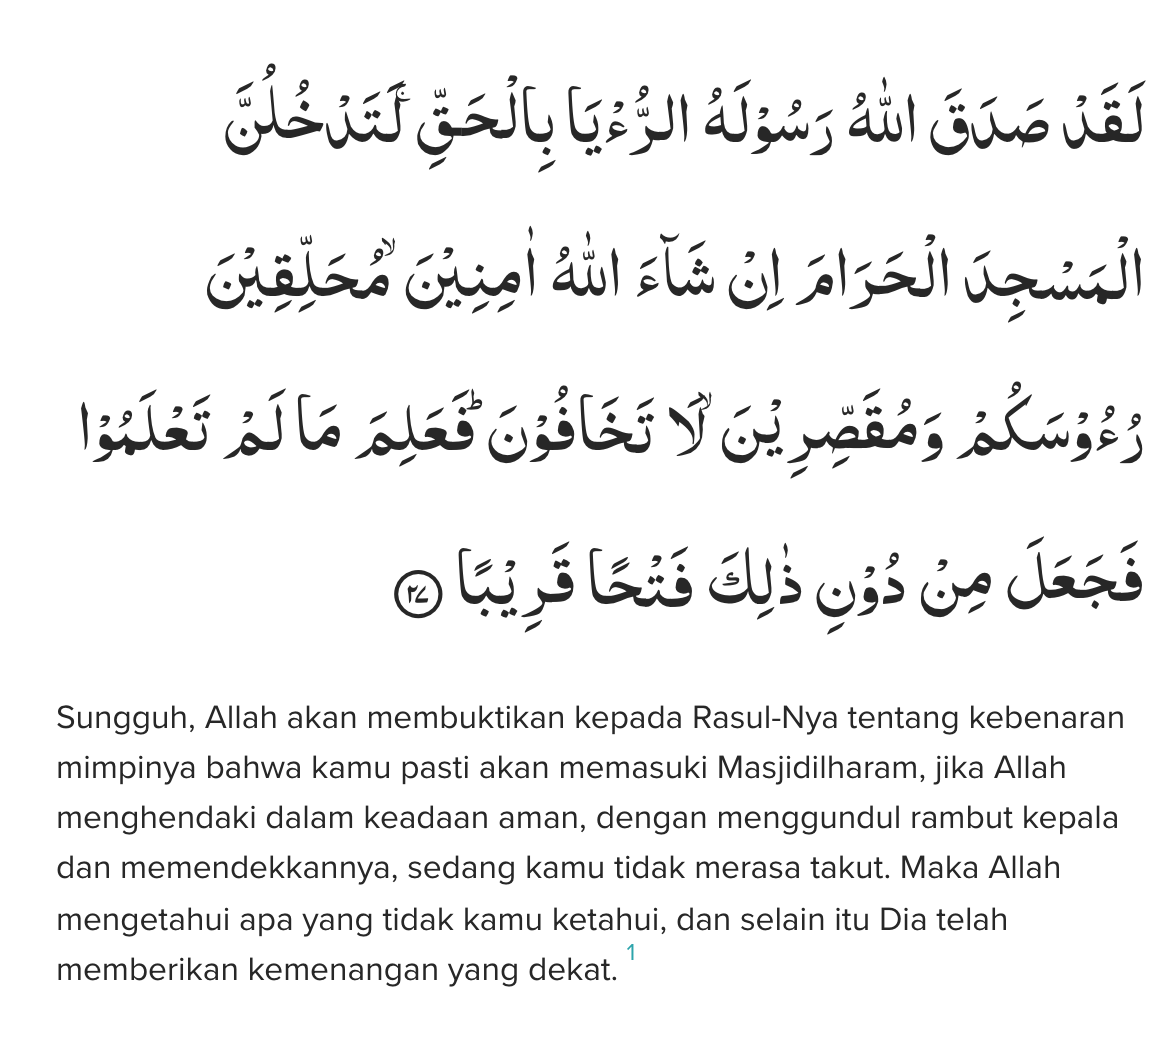 لَقَدْ صَدَقَ اللّٰهُ رَسُوْلَهُ الرُّءْيَا بِالْحَقِّ ۚ لَتَدْخُلُنَّ
الْمَسْجِدَ الْحَرَامَ اِنْ شَاۤءَ اللّٰهُ اٰمِنِيْنَ ۙمُحَلِّقِيْنَ
رُءُوْسَكُمْ وَمُقَصِّرِيْنَ ۙلَا تَخَافُوْنَ ۗفَعَلِمَ مَا لَمْ تَعْلَمُوْا
فَجَعَلَ مِنْ دُوْنِ ذٰلِكَ فَتْحًا قَرِيْبًا ٢٧
Sungguh, Allah akan membuktikan kepada Rasul-Nya tentang kebenaran
mimpinya bahwa kamu pasti akan memasuki Masjidilharam, jika Allah
menghendaki dalam keadaan aman, dengan menggundul rambut kepala
dan memendekkannya, sedang kamu tidak merasa takut. Maka Allah
mengetahui apa yang tidak kamu ketahui, dan selain itu Dia telah
memberikan kemenangan yang dekat. 1